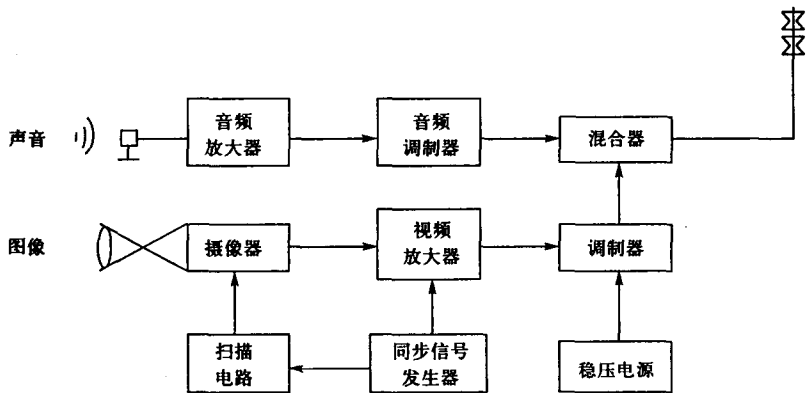 声音
音频
放大器
音频
调制器
混合器
图像
摄像器
视频
放大器
调制器
扫描
电路
同步信号
发生器
稳压电源